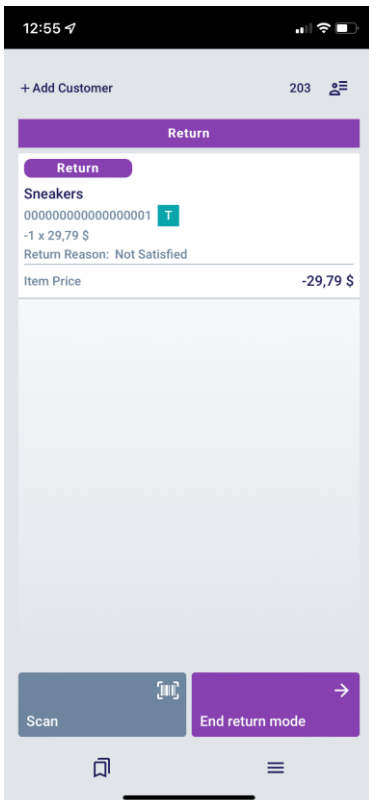 12:55
+ Add Customer
203
Return
Return
Sneakers
000000000000000001 T
-1 x 29,79 $
Return Reason: Not Satisfied
Item Price -29,79 $
Scan
End return mode